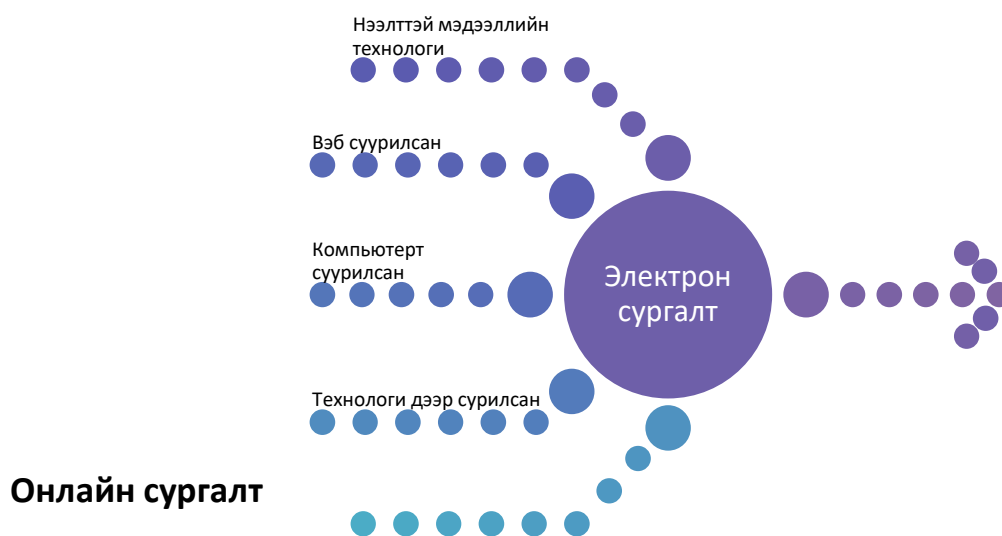 Нээлттэй мэдээллийн
технологи
Вэб суурилсан
Компьютерт
суурилсан
Электрон
сургалт
Технологи дээр сурилсан
Онлайн сургалт